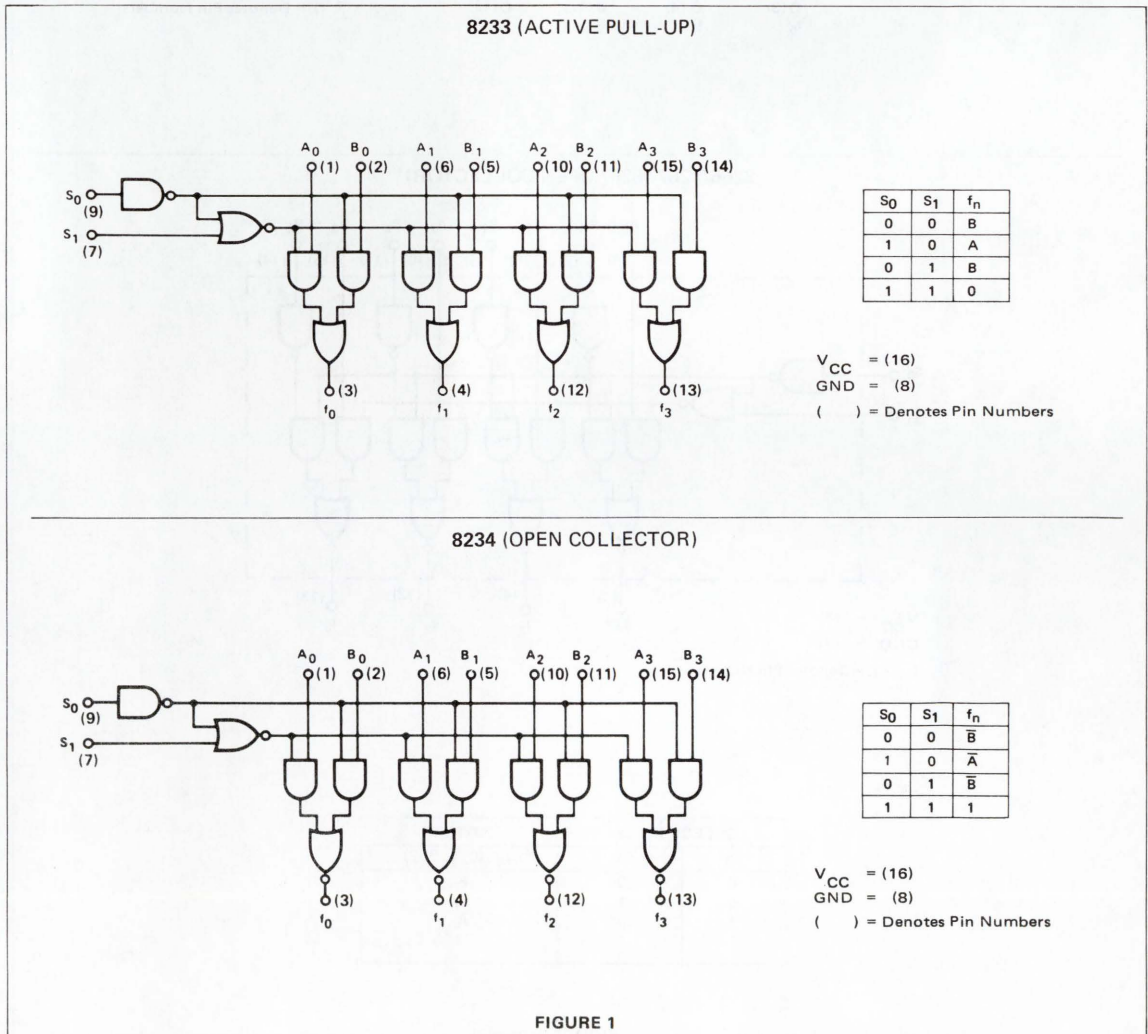 8233 (ACTIVE PULL-UP)
A0 B0 A1 B1 A2 B2 A3 B3
(1) (2) (6) (5) (10) (11) (15) (14)
S0
(9)
S1
(7)
(3) (4) (12) (13)
f0 f1 f2 f3
S0 S1 fn
0 0 B
1 0 A
0 1 B
1 1 0
VCC = (16)
GND = (8)
( ) = Denotes Pin Numbers
8234 (OPEN COLLECTOR)
A0 B0 A1 B1 A2 B2 A3 B3
(1) (2) (6) (5) (10) (11) (15) (14)
S0
(9)
S1
(7)
(3) (4) (12) (13)
f0 f1 f2 f3
S0 S1 fn
0 0 B̅
1 0 A̅
0 1 B̅
1 1 1
VCC = (16)
GND = (8)
( ) = Denotes Pin Numbers
FIGURE 1